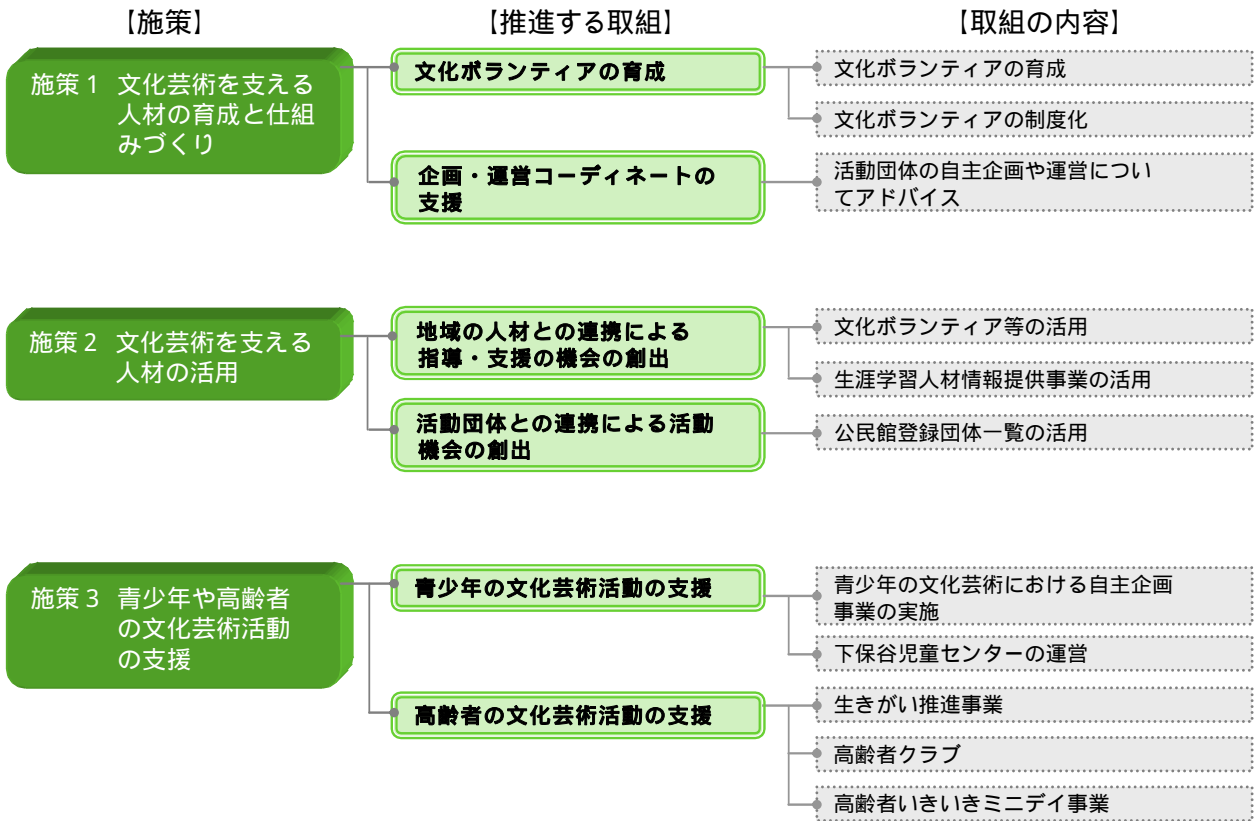 【施策】
【推進する取組】
【取組の内容】
施策1 文化芸術を支える
人材の育成と仕組
みづくり
文化ボランティアの育成
文化ボランティアの育成
文化ボランティアの制度化
企画・運営コーディネートの
支援
活動団体の自主企画や運営につい
てアドバイス
施策2 文化芸術を支える
人材の活用
地域の人材との連携による
指導・支援の機会の創出
文化ボランティア等の活用
生涯学習人材情報提供事業の活用
活動団体との連携による活動
機会の創出
公民館登録団体一覧の活用
施策3 青少年や高齢者
の文化芸術活動
の支援
青少年の文化芸術活動の支援
青少年の文化芸術における自主企画
事業の実施
下保谷児童センターの運営
高齢者の文化芸術活動の支援
生きがい推進事業
高齢者クラブ
高齢者いきいきミニデイ事業